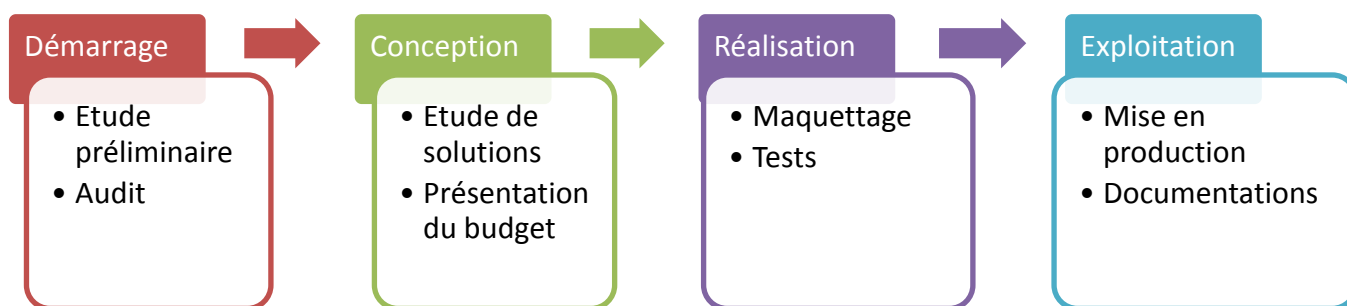 Démarrage
• Etude
préliminaire
• Audit
Conception
• Etude de
solutions
• Présentation
du budget
Réalisation
• Maquettage
• Tests
Exploitation
• Mise en
production
• Documentations